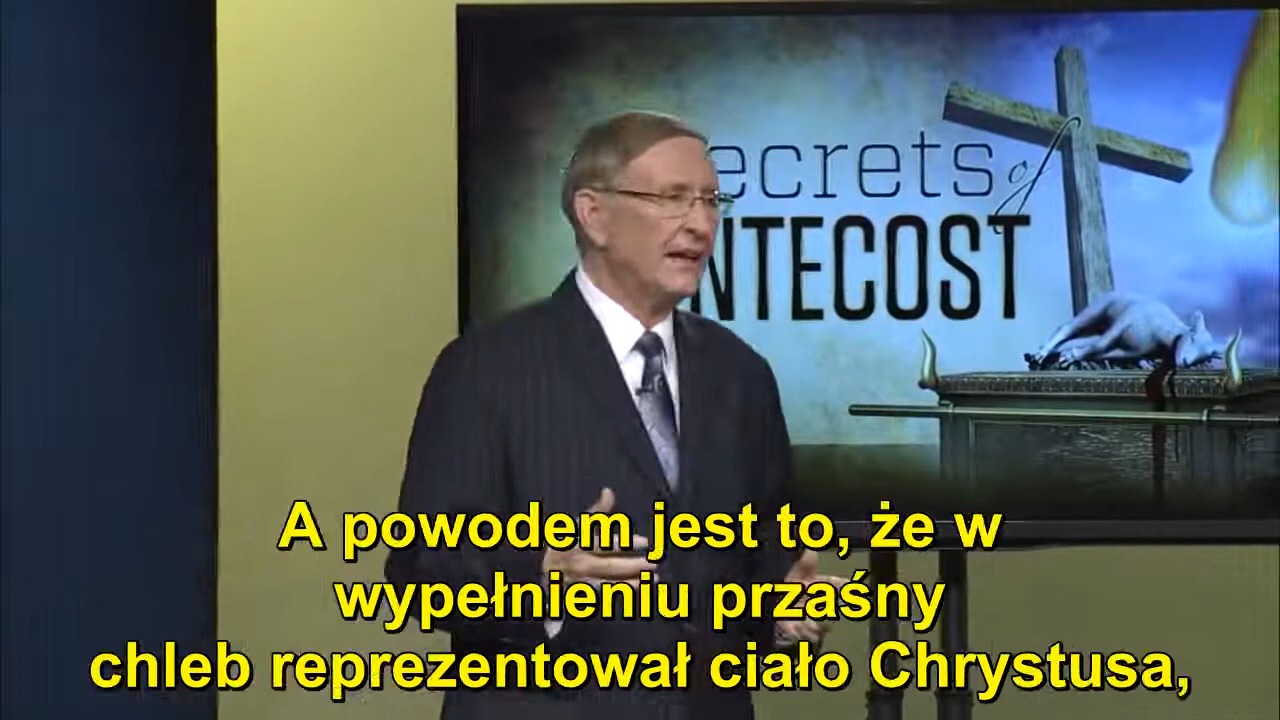 ecrets of
NTECOST
A powodem jest to, że w
wypełnieniu przaśny
chleb reprezentował ciało Chrystusa,